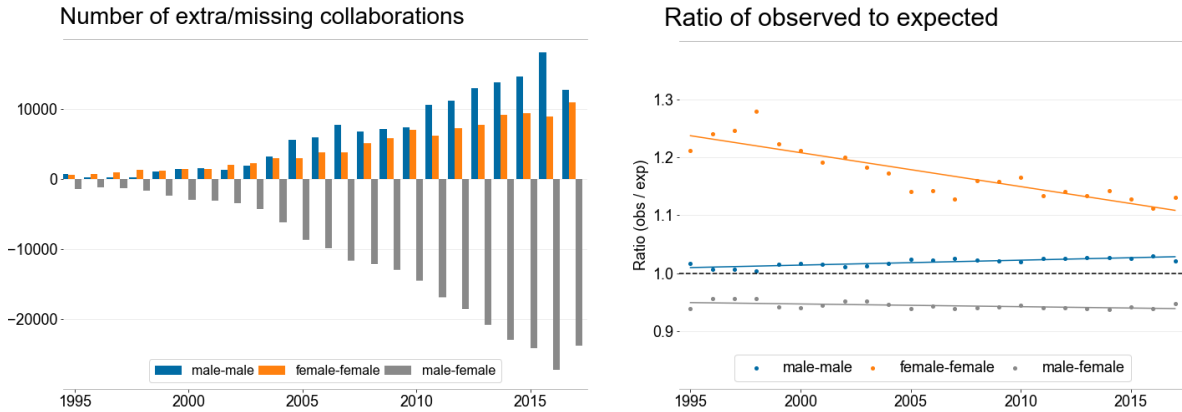 Number of extra/missing collaborations
10000
0
−10000
−20000
male-male female-female male-female
1995 2000 2005 2010 2015
Ratio of observed to expected
Ratio (obs / exp)
1.3
1.2
1.1
1.0
0.9
male-male female-female male-female
1995 2000 2005 2010 2015